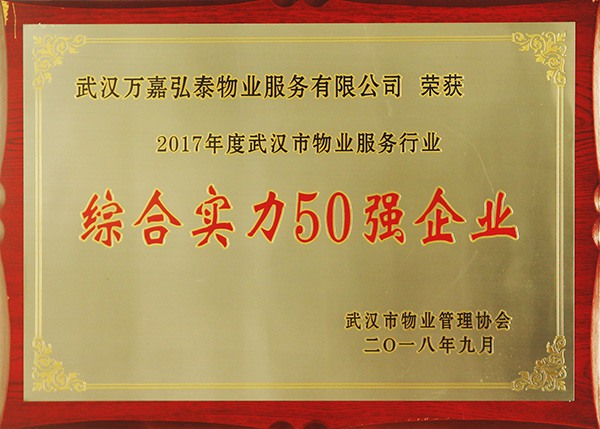 武汉万嘉弘泰物业服务有限公司 荣获
2017年度武汉市物业服务行业
综合实力50强企业
武汉市物业管理协会
二〇一八年九月